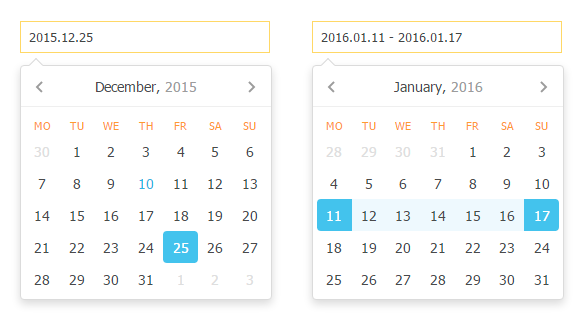 2015.12.25
December, 2015
MO TU WE TH FR SA SU
30 1 2 3 4 5 6
7 8 9 10 11 12 13
14 15 16 17 18 19 20
21 22 23 24 25 26 27
28 29 30 31 1 2 3
2016.01.11 - 2016.01.17
January, 2016
MO TU WE TH FR SA SU
28 29 30 31 1 2 3
4 5 6 7 8 9 10
11 12 13 14 15 16 17
18 19 20 21 22 23 24
25 26 27 28 29 30 31